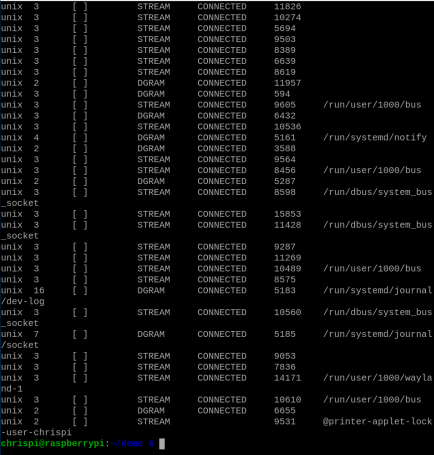 unix 3 [ ] STREAM CONNECTED 11826
unix 3 [ ] STREAM CONNECTED 10274
unix 3 [ ] STREAM CONNECTED 5694
unix 3 [ ] STREAM CONNECTED 9503
unix 3 [ ] STREAM CONNECTED 8389
unix 3 [ ] STREAM CONNECTED 6639
unix 3 [ ] STREAM CONNECTED 8619
unix 2 [ ] DGRAM CONNECTED 11957
unix 3 [ ] DGRAM CONNECTED 594
unix 3 [ ] STREAM CONNECTED 9605 /run/user/1000/bus
unix 3 [ ] DGRAM CONNECTED 6432
unix 3 [ ] STREAM CONNECTED 10536
unix 4 [ ] DGRAM CONNECTED 5161 /run/systemd/notify
unix 2 [ ] DGRAM CONNECTED 3588
unix 3 [ ] STREAM CONNECTED 9564
unix 3 [ ] STREAM CONNECTED 8456 /run/user/1000/bus
unix 2 [ ] DGRAM CONNECTED 5287
unix 3 [ ] STREAM CONNECTED 8598 /run/dbus/system_bus
_socket
unix 3 [ ] STREAM CONNECTED 15853
unix 3 [ ] STREAM CONNECTED 11428 /run/dbus/system_bus
_socket
unix 3 [ ] STREAM CONNECTED 9287
unix 3 [ ] STREAM CONNECTED 11269
unix 3 [ ] STREAM CONNECTED 10489 /run/user/1000/bus
unix 3 [ ] STREAM CONNECTED 8575
unix 16 [ ] DGRAM CONNECTED 5183 /run/systemd/journal
/dev-log
unix 3 [ ] STREAM CONNECTED 10560 /run/dbus/system_bus
_socket
unix 7 [ ] DGRAM CONNECTED 5185 /run/systemd/journal
/socket
unix 3 [ ] STREAM CONNECTED 9053
unix 3 [ ] STREAM CONNECTED 7836
unix 3 [ ] STREAM CONNECTED 14171 /run/user/1000/wayla
nd-1
unix 3 [ ] STREAM CONNECTED 10610 /run/user/1000/bus
unix 2 [ ] DGRAM CONNECTED 6655
unix 2 [ ] STREAM CONNECTED 9531 @printer-applet-lock
-user-chrispi
chrispi@raspberrypi:~/demo $